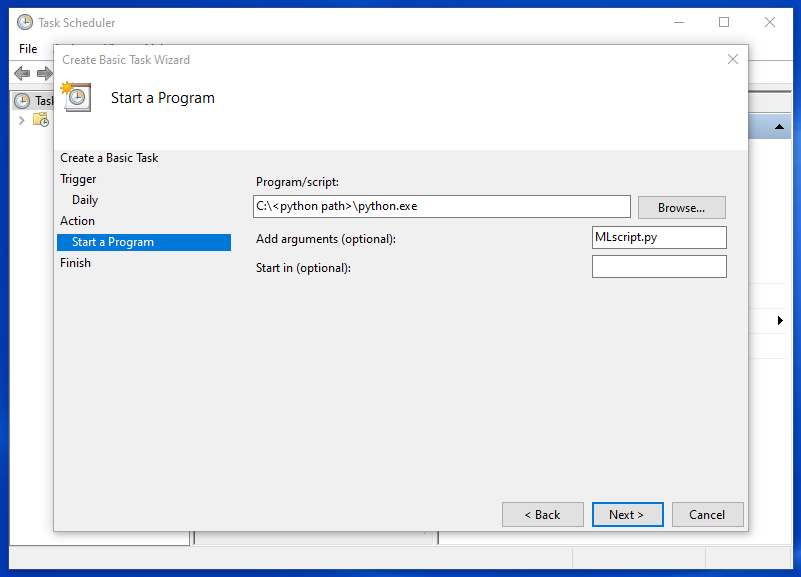 Task Scheduler
File
Create Basic Task Wizard
Task
Start a Program
Create a Basic Task
Trigger
Daily
Action
Start a Program
Finish
Program/script:
C:\<python path>\python.exe
Browse...
Add arguments (optional):
MLscript.py
Start in (optional):
< Back
Next >
Cancel